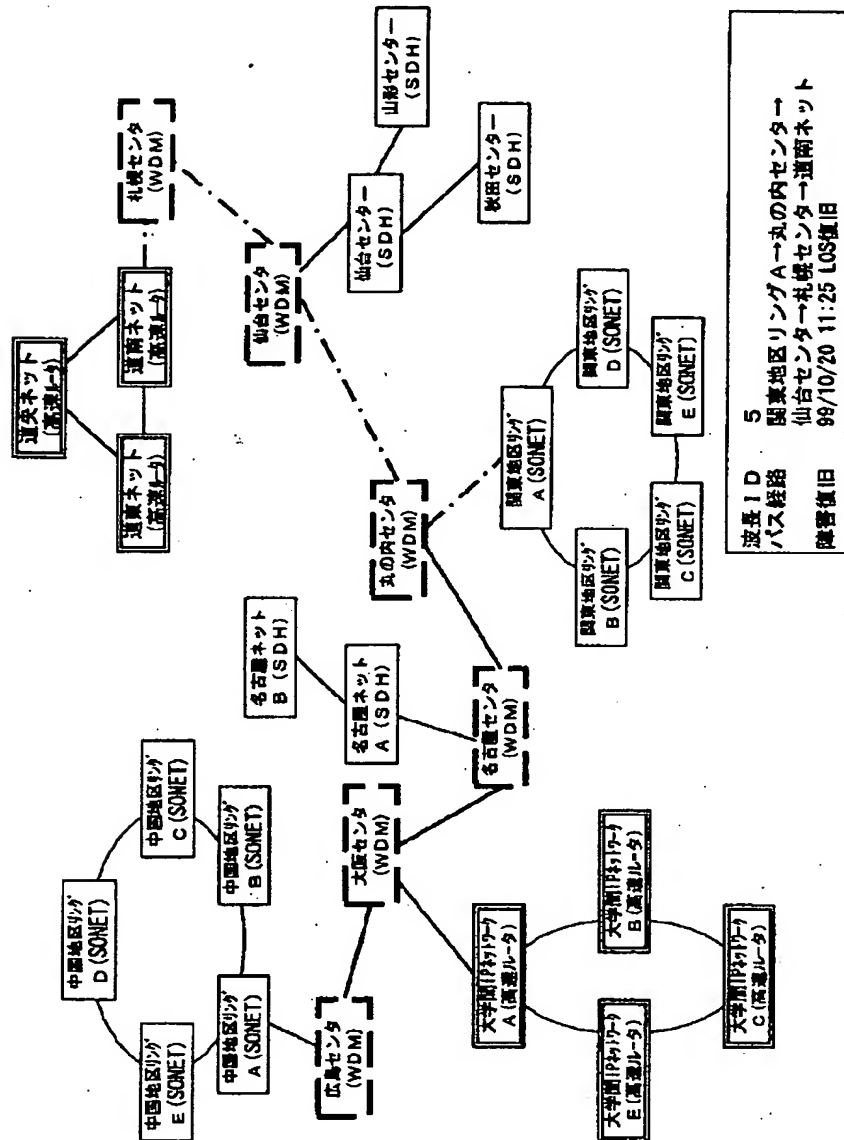 道央ネット
(高速ルータ)
道東ネット
(高速ルータ)
道南ネット
(高速ルータ)
札幌センタ
(WDM)
仙台センタ
(WDM)
仙台センター
(SDH)
山形センター
(SDH)
秋田センター
(SDH)
丸の内センタ
(WDM)
関東地区リング
A (SONET)
関東地区リング
B (SONET)
関東地区リング
D (SONET)
関東地区リング
C (SONET)
関東地区リング
E (SONET)
名古屋ネット
B (SDH)
名古屋ネット
A (SDH)
名古屋センタ
(WDM)
中国地区リング
D (SONET)
中国地区リング
E (SONET)
中国地区リング
C (SONET)
中国地区リング
A (SONET)
中国地区リング
B (SONET)
広島センタ
(WDM)
大阪センタ
(WDM)
大学間IPネットワーク
A (高速ルータ)
大学間IPネットワーク
E (高速ルータ)
大学間IPネットワーク
B (高速ルータ)
大学間IPネットワーク
C (高速ルータ)
波長ID 5
パス経路 関東地区リングA→丸の内センタ→
仙台センタ→札幌センタ→道南ネット
障害復旧 99/10/20 11:25 LOS復旧